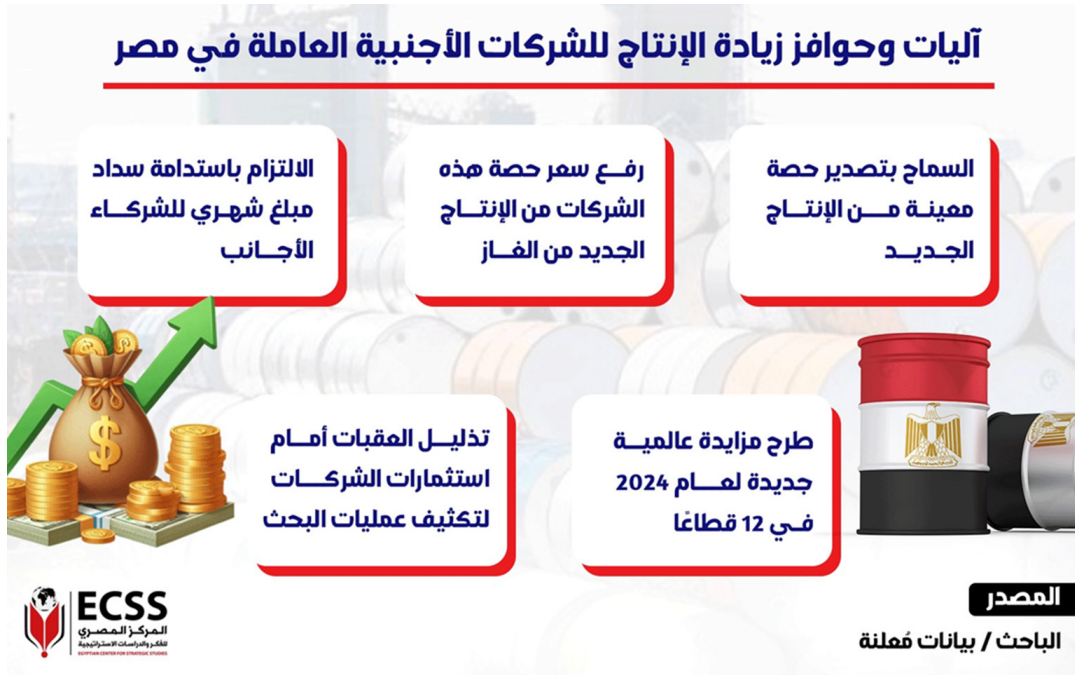 آليات وحوافز زيادة الإنتاج للشركات الأجنبية العاملة في مصر
السماح بتصدير حصة
معينة من الإنتاج
الجديد
رفع سعر حصة هذه
الشركات من الإنتاج
الجديد من الغاز
الالتزام باستدامة سداد
مبلغ شهري للشركاء
الأجانب
طرح مزايدة عالمية
جديدة لعام 2024
في 12 قطاعًا
تذليل العقبات أمام
استثمارات الشركات
لتكثيف عمليات البحث
$
المصدر
الباحث / بيانات مُعلنة
ECSS
المركز المصري
للفكر والدراسات الاستراتيجية
EGYPTIAN CENTER FOR STRATEGIC STUDIES